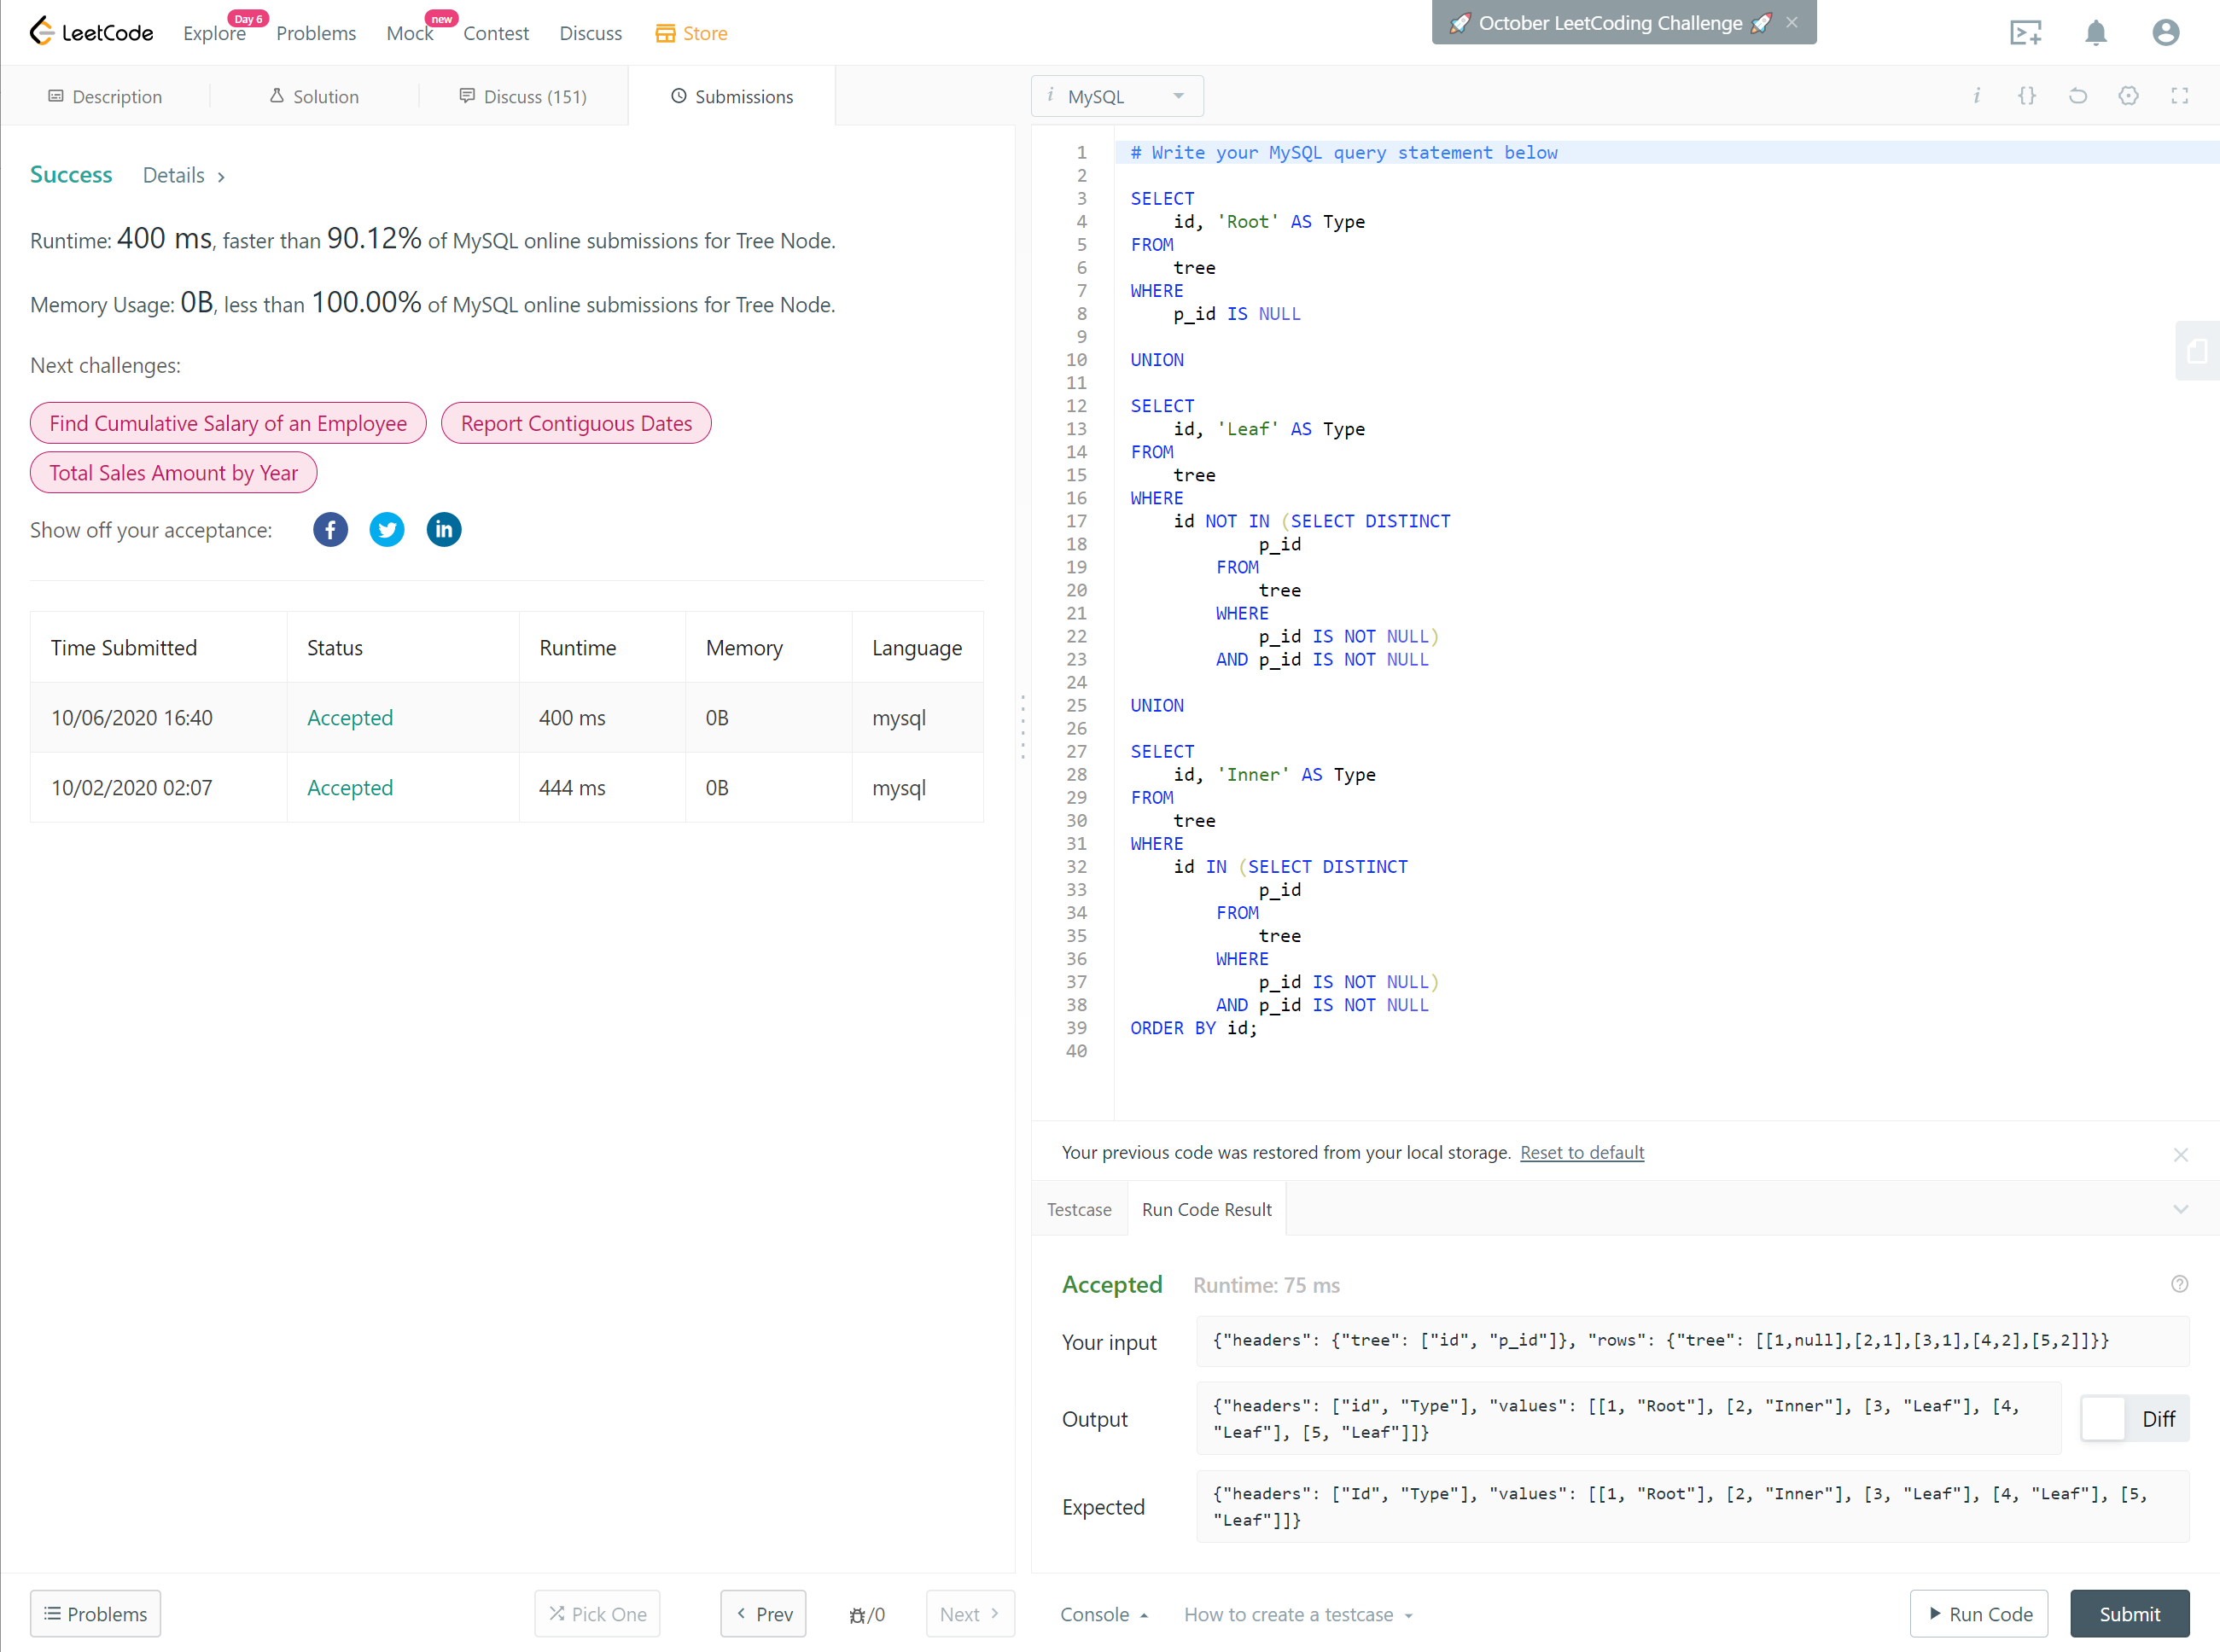 LeetCode
Explore
Day 6
Problems
Mock
new
Contest
Discuss
Store
🚀 October LeetCoding Challenge 🚀
Description
Solution
Discuss (151)
Submissions
Success
Details
Runtime: 400 ms, faster than 90.12% of MySQL online submissions for Tree Node.
Memory Usage: 0B, less than 100.00% of MySQL online submissions for Tree Node.
Next challenges:
Find Cumulative Salary of an Employee
Report Contiguous Dates
Total Sales Amount by Year
Show off your acceptance:
Time Submitted Status Runtime Memory Language
10/06/2020 16:40 Accepted 400 ms 0B mysql
10/02/2020 02:07 Accepted 444 ms 0B mysql
Problems
Pick One
Prev
/0
Next
MySQL
1 # Write your MySQL query statement below
2
3 SELECT
4 id, 'Root' AS Type
5 FROM
6 tree
7 WHERE
8 p_id IS NULL
9
10 UNION
11
12 SELECT
13 id, 'Leaf' AS Type
14 FROM
15 tree
16 WHERE
17 id NOT IN (SELECT DISTINCT
18 p_id
19 FROM
20 tree
21 WHERE
22 p_id IS NOT NULL)
23 AND p_id IS NOT NULL
24
25 UNION
26
27 SELECT
28 id, 'Inner' AS Type
29 FROM
30 tree
31 WHERE
32 id IN (SELECT DISTINCT
33 p_id
34 FROM
35 tree
36 WHERE
37 p_id IS NOT NULL)
38 AND p_id IS NOT NULL
39 ORDER BY id;
40
Your previous code was restored from your local storage. Reset to default
Testcase
Run Code Result
Accepted
Runtime: 75 ms
Your input
{"headers": {"tree": ["id", "p_id"]}, "rows": {"tree": [[1,null],[2,1],[3,1],[4,2],[5,2]]}}
Output
{"headers": ["id", "Type"], "values": [[1, "Root"], [2, "Inner"], [3, "Leaf"], [4,
"Leaf"], [5, "Leaf"]]}
Diff
Expected
{"headers": ["Id", "Type"], "values": [[1, "Root"], [2, "Inner"], [3, "Leaf"], [4, "Leaf"], [5,
"Leaf"]]}
Console
How to create a testcase
Run Code
Submit